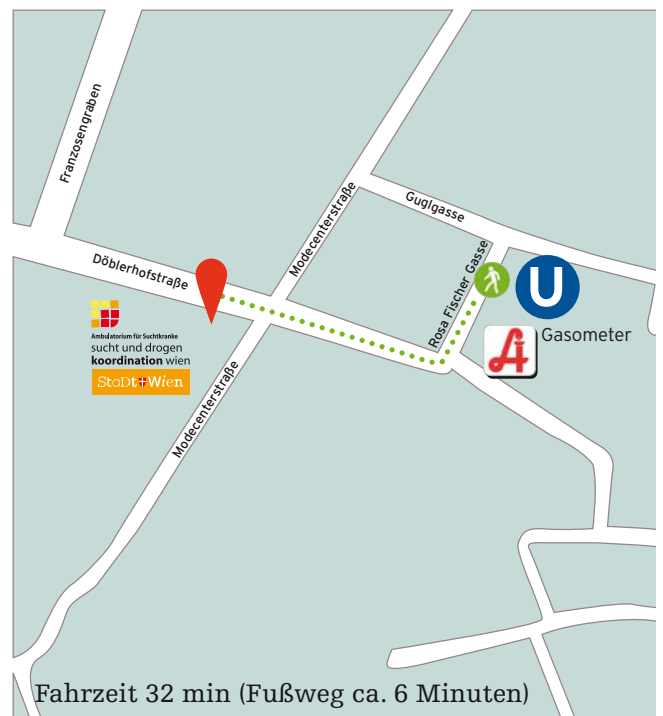 Franzosengraben
Modecenterstraße
Guglgasse
Döblerhofstraße
Rosa Fischer Gasse
U
Gasometer
Ambulatorium für Suchtkranke
sucht und drogen
koordination wien
StaDt Wien
Modecenterstraße
Fahrzeit 32 min (Fußweg ca. 6 Minuten)